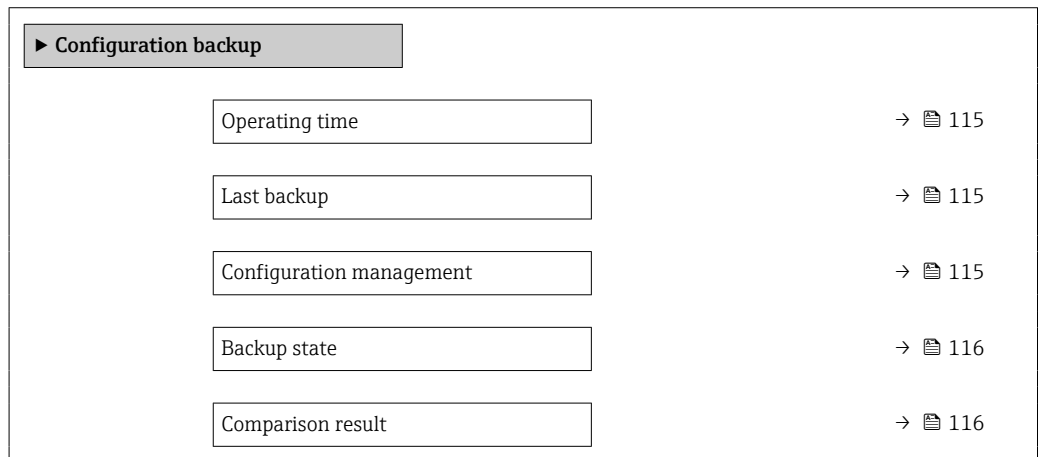 ▶ Configuration backup
Operating time → 115
Last backup → 115
Configuration management → 115
Backup state → 116
Comparison result → 116